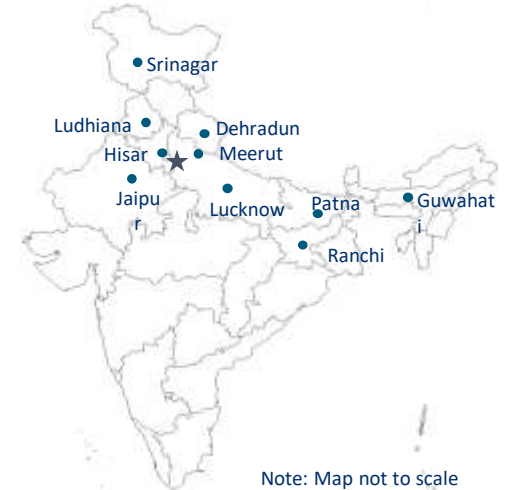 Srinagar
Ludhiana
Dehradun
Hisar
Meerut
Jaipu
r
Lucknow
Patna
Guwahat
i
Ranchi
Note: Map not to scale